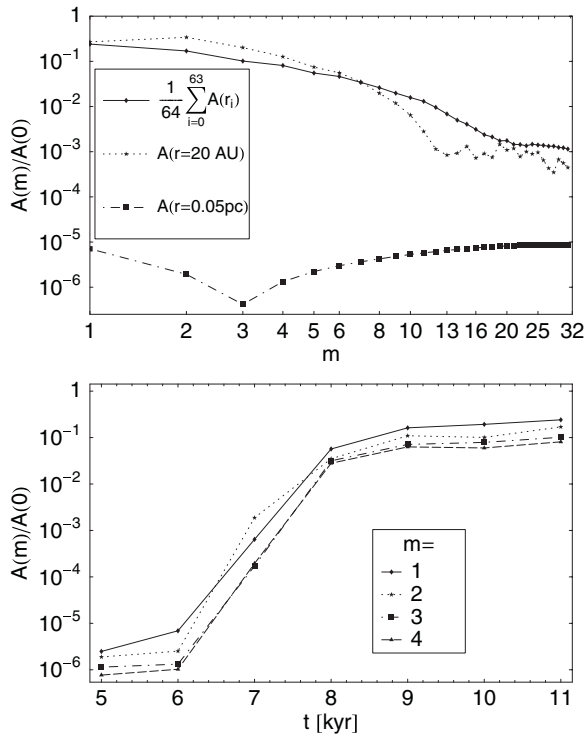 1
10⁻¹
10⁻²
10⁻³
10⁻⁴
10⁻⁵
10⁻⁶
A(m)/A(0)
1/64 ∑_{i=0}^{63} A(r_i)
A(r=20 AU)
A(r=0.05pc)
1 2 3 4 5 6 8 10 13 16 20 25 32
m
1
10⁻¹
10⁻²
10⁻³
10⁻⁴
10⁻⁵
10⁻⁶
A(m)/A(0)
m=
1
2
3
4
5 6 7 8 9 10 11
t [kyr]